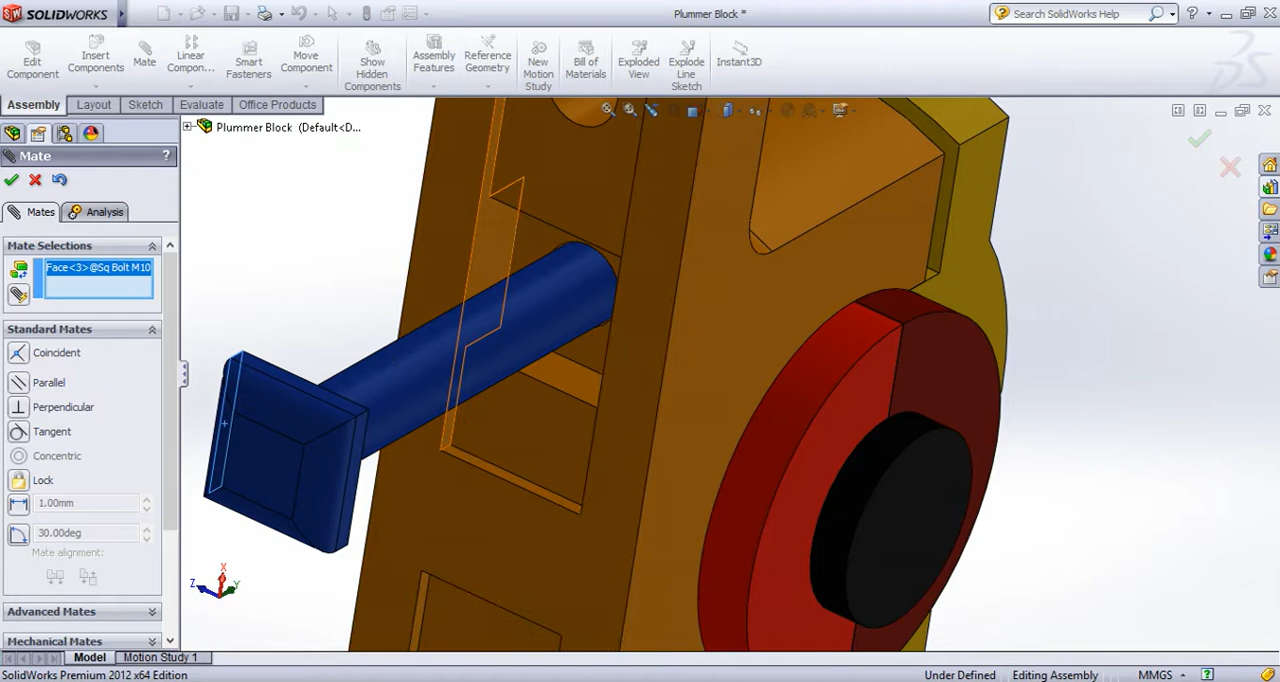 SOLIDWORKS
Plummer Block *
Search SolidWorks Help
Edit
Component
Insert
Components
Mate
Linear
Compon...
Smart
Fasteners
Move
Component
Show
Hidden
Components
Assembly
Features
Reference
Geometry
New
Motion
Study
Bill of
Materials
Exploded
View
Explode
Line
Sketch
Instant3D
Assembly
Layout
Sketch
Evaluate
Office Products
Plummer Block (Default<D...
Mate
?
Mates
Analysis
Mate Selections
Face<3>@Sq Bolt M10
Standard Mates
Coincident
Parallel
Perpendicular
Tangent
Concentric
Lock
1.00mm
30.00deg
Mate alignment:
Advanced Mates
Mechanical Mates
X
Z
Y
Model
Motion Study 1
SolidWorks Premium 2012 x64 Edition
Under Defined
Editing Assembly
MMGS
?